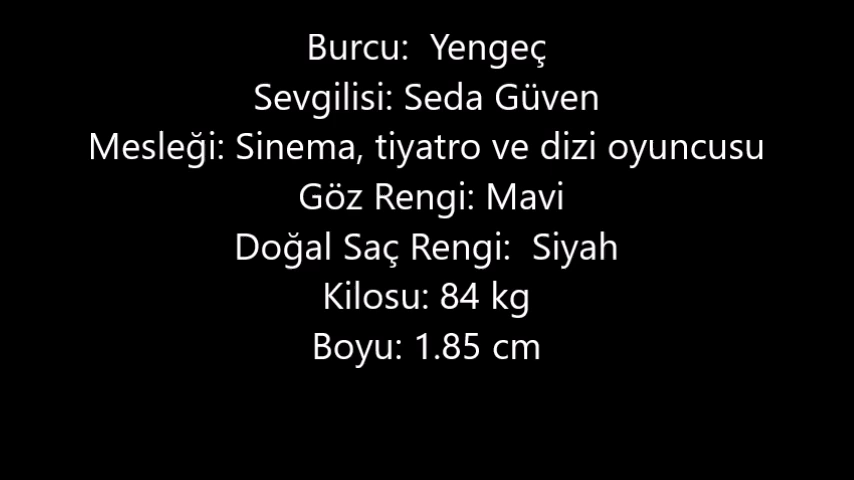 Burcu:  Yengeç
Sevgilisi: Seda Güven
Mesleği: Sinema, tiyatro ve dizi oyuncusu
Göz Rengi: Mavi
Doğal Saç Rengi:  Siyah
Kilosu: 84 kg
Boyu: 1.85 cm